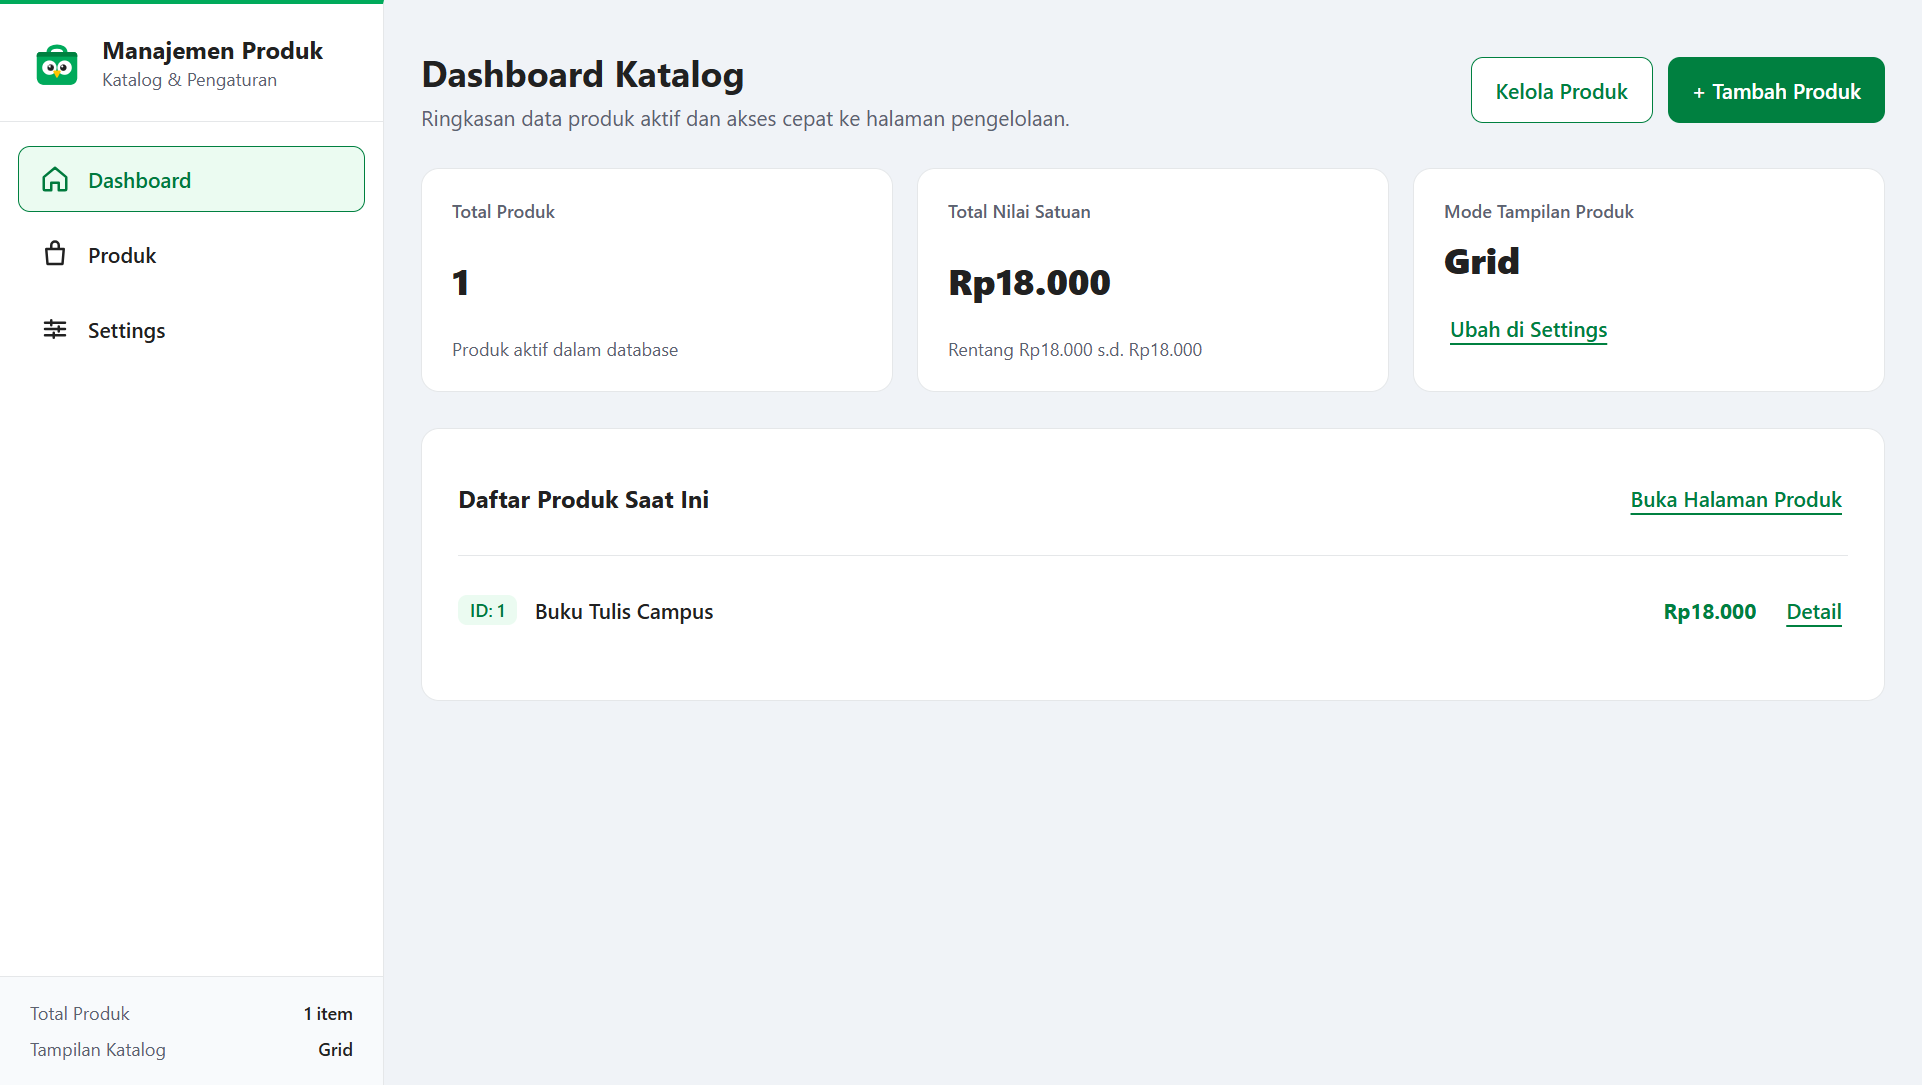 Manajemen Produk
Katalog & Pengaturan
Dashboard
Produk
Settings
Total Produk 1 item
Tampilan Katalog Grid
Dashboard Katalog
Ringkasan data produk aktif dan akses cepat ke halaman pengelolaan.
Kelola Produk
+ Tambah Produk
Total Produk
1
Produk aktif dalam database
Total Nilai Satuan
Rp18.000
Rentang Rp18.000 s.d. Rp18.000
Mode Tampilan Produk
Grid
Ubah di Settings
Daftar Produk Saat Ini
Buka Halaman Produk
ID: 1 Buku Tulis Campus Rp18.000 Detail